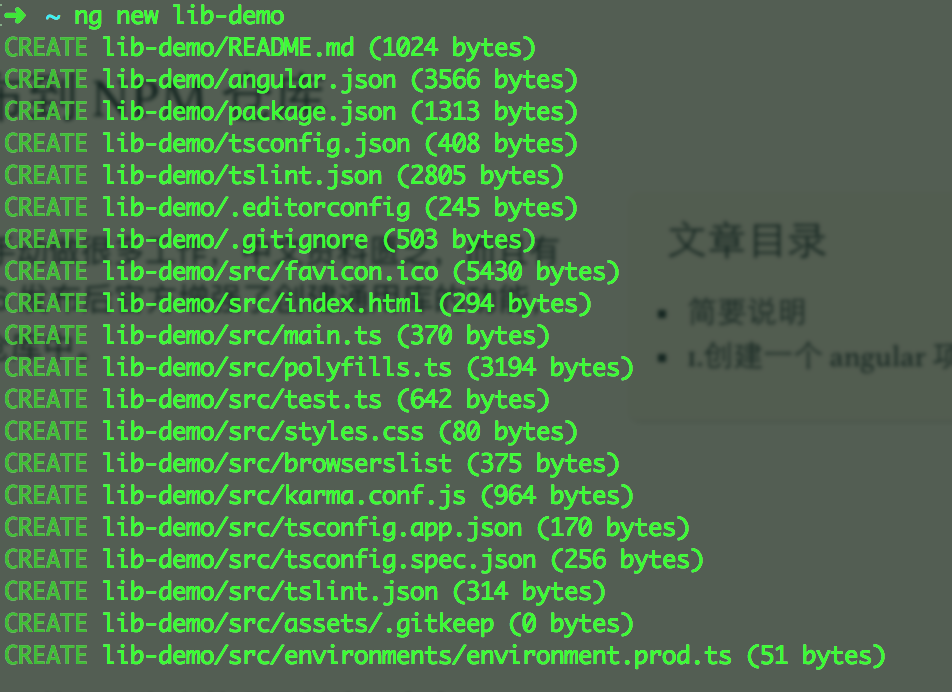 ➜ ~ ng new lib-demo
CREATE lib-demo/README.md (1024 bytes)
CREATE lib-demo/angular.json (3566 bytes)
CREATE lib-demo/package.json (1313 bytes)
CREATE lib-demo/tsconfig.json (408 bytes)
CREATE lib-demo/tslint.json (2805 bytes)
CREATE lib-demo/.editorconfig (245 bytes)
CREATE lib-demo/.gitignore (503 bytes)
CREATE lib-demo/src/favicon.ico (5430 bytes)
CREATE lib-demo/src/index.html (294 bytes)
CREATE lib-demo/src/main.ts (370 bytes)
CREATE lib-demo/src/polyfills.ts (3194 bytes)
CREATE lib-demo/src/test.ts (642 bytes)
CREATE lib-demo/src/styles.css (80 bytes)
CREATE lib-demo/src/browserslist (375 bytes)
CREATE lib-demo/src/karma.conf.js (964 bytes)
CREATE lib-demo/src/tsconfig.app.json (170 bytes)
CREATE lib-demo/src/tsconfig.spec.json (256 bytes)
CREATE lib-demo/src/tslint.json (314 bytes)
CREATE lib-demo/src/assets/.gitkeep (0 bytes)
CREATE lib-demo/src/environments/environment.prod.ts (51 bytes)
文章目录
• 简要说明
• 1.创建一个 angular 项